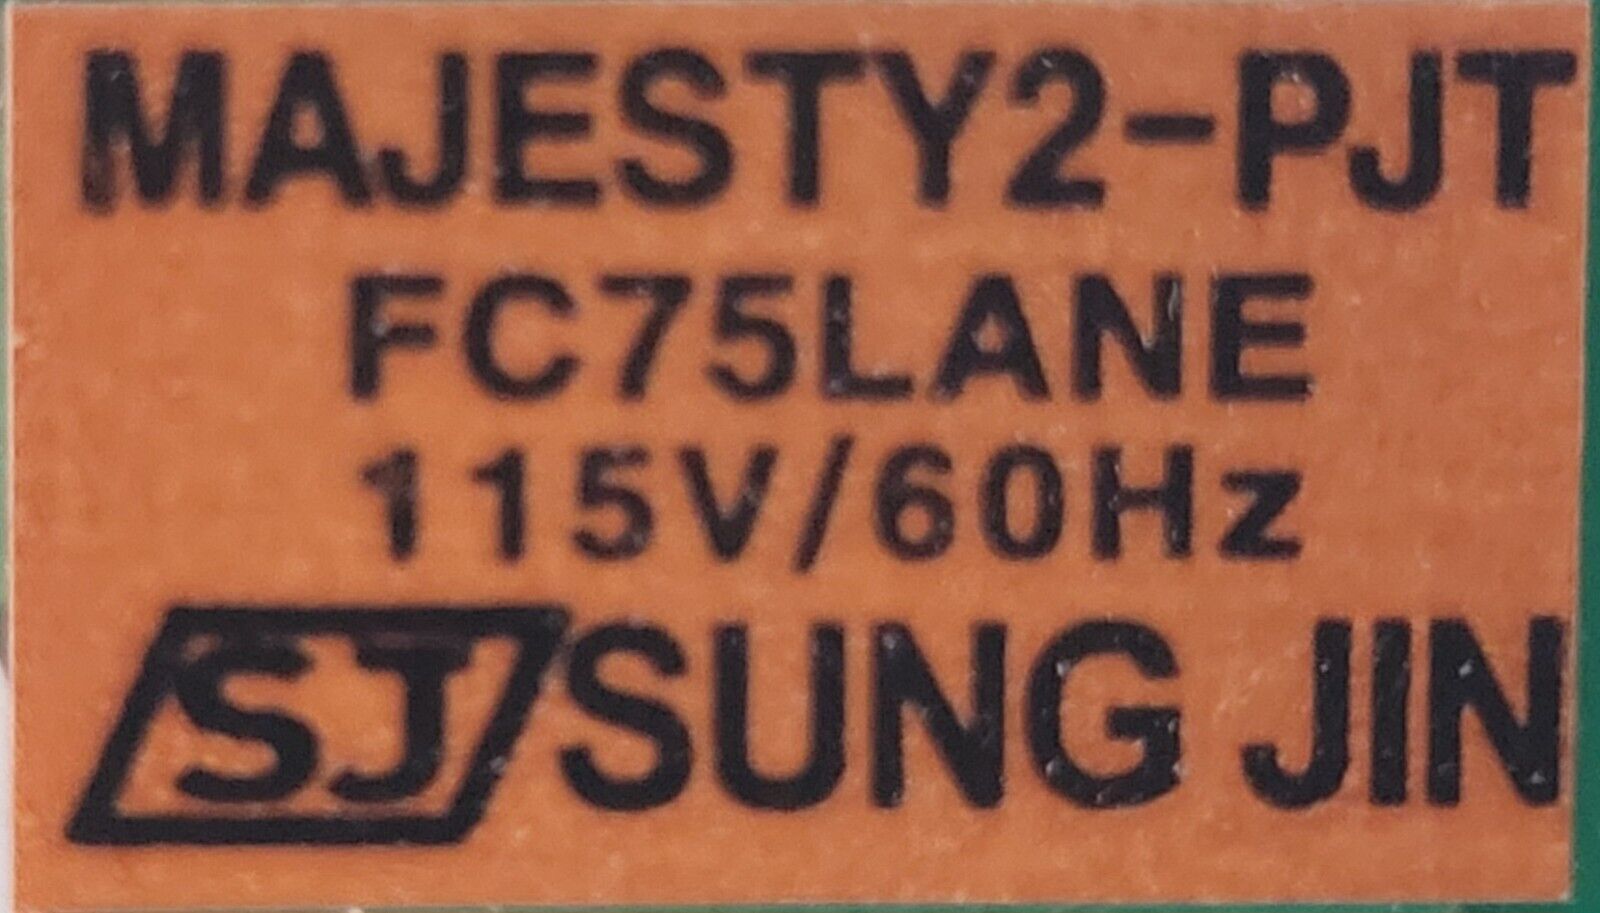 MAJESTY2-PJT
FC75LANE
115V/60Hz
SJ SUNG JIN